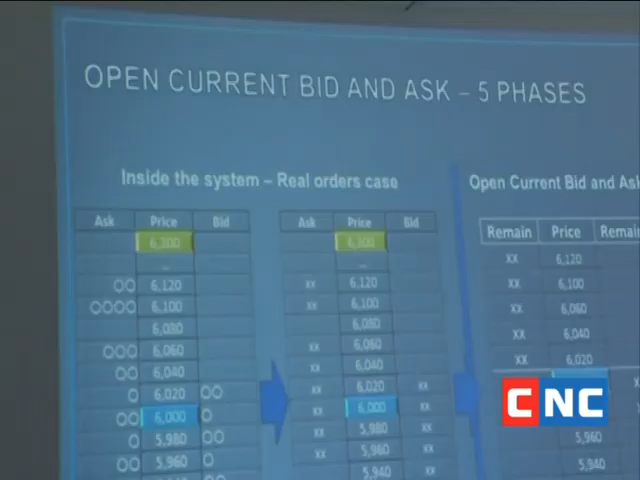 OPEN CURRENT BID AND ASK – 5 PHASES
Inside the system – Real orders case
Open Current Bid and Ask
Ask Price Bid Ask Price Bid Remain Price Remain
6,300 6,300
... ...
OO 6,120 xx 6,120 xx 6,120
OOOO 6,100 xx 6,100 xx 6,100
6,080 6,080
OOO 6,060 xx 6,060 xx 6,060
OO 6,040 6,040 xx 6,040
O 6,020 OO xx 6,020 xx xx 6,020
OO 6,000 O xx 6,000 xx
O 5,980 OO xx 5,980 xx
OO 5,960 O xx 5,950 xx 5,960
5,940 xx 5,940
CNC